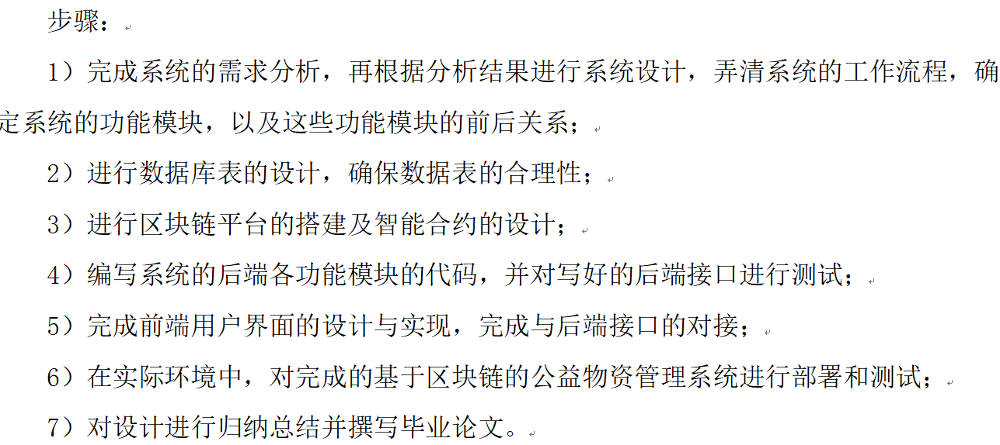 步骤：
1）完成系统的需求分析，再根据分析结果进行系统设计，弄清系统的工作流程，确
定系统的功能模块，以及这些功能模块的前后关系；
2）进行数据库表的设计，确保数据表的合理性；
3）进行区块链平台的搭建及智能合约的设计；
4）编写系统的后端各功能模块的代码，并对写好的后端接口进行测试；
5）完成前端用户界面的设计与实现，完成与后端接口的对接；
6）在实际环境中，对完成的基于区块链的公益物资管理系统进行部署和测试；
7）对设计进行归纳总结并撰写毕业论文。